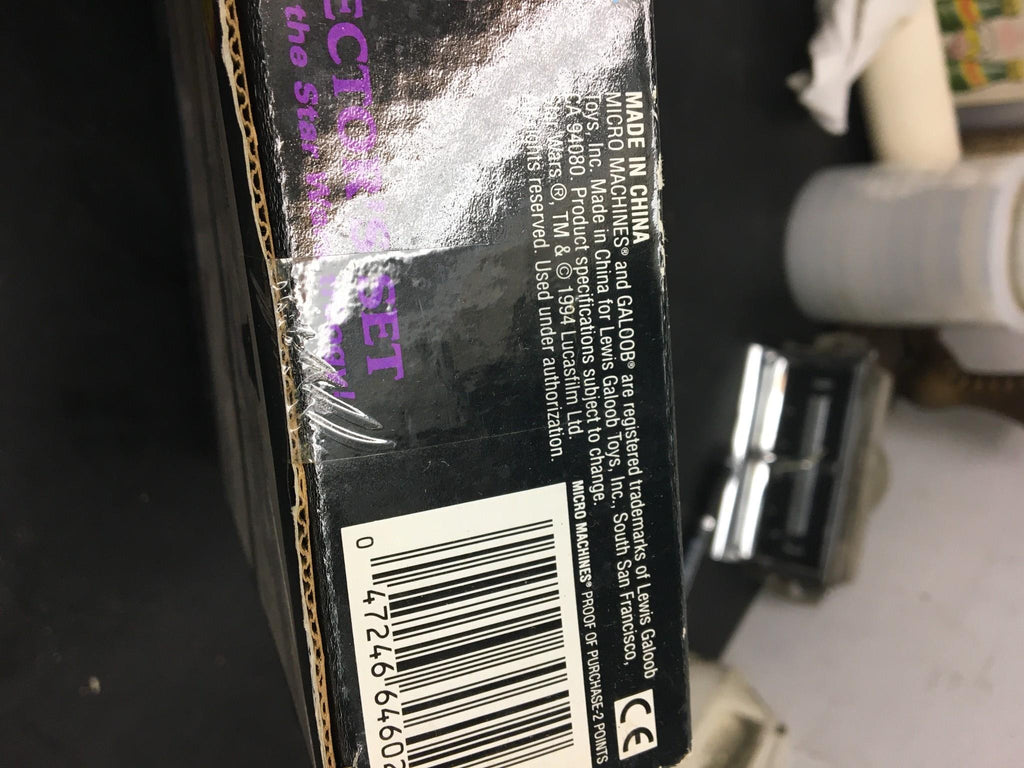 SET
the Star
MADE IN CHINA
MICRO MACHINES® and GALOOB® are registered trademarks of Lewis Galoob
Toys, Inc. Made in China for Lewis Galoob Toys, Inc., South San Francisco,
CA 94080. Product specifications subject to change.
Wars, ®, TM & © 1994 Lucasfilm Ltd.
reserved. Used under authorization.
MICRO MACHINES® PROOF OF PURCHASE-2 POINTS
CE
0 47246 6460